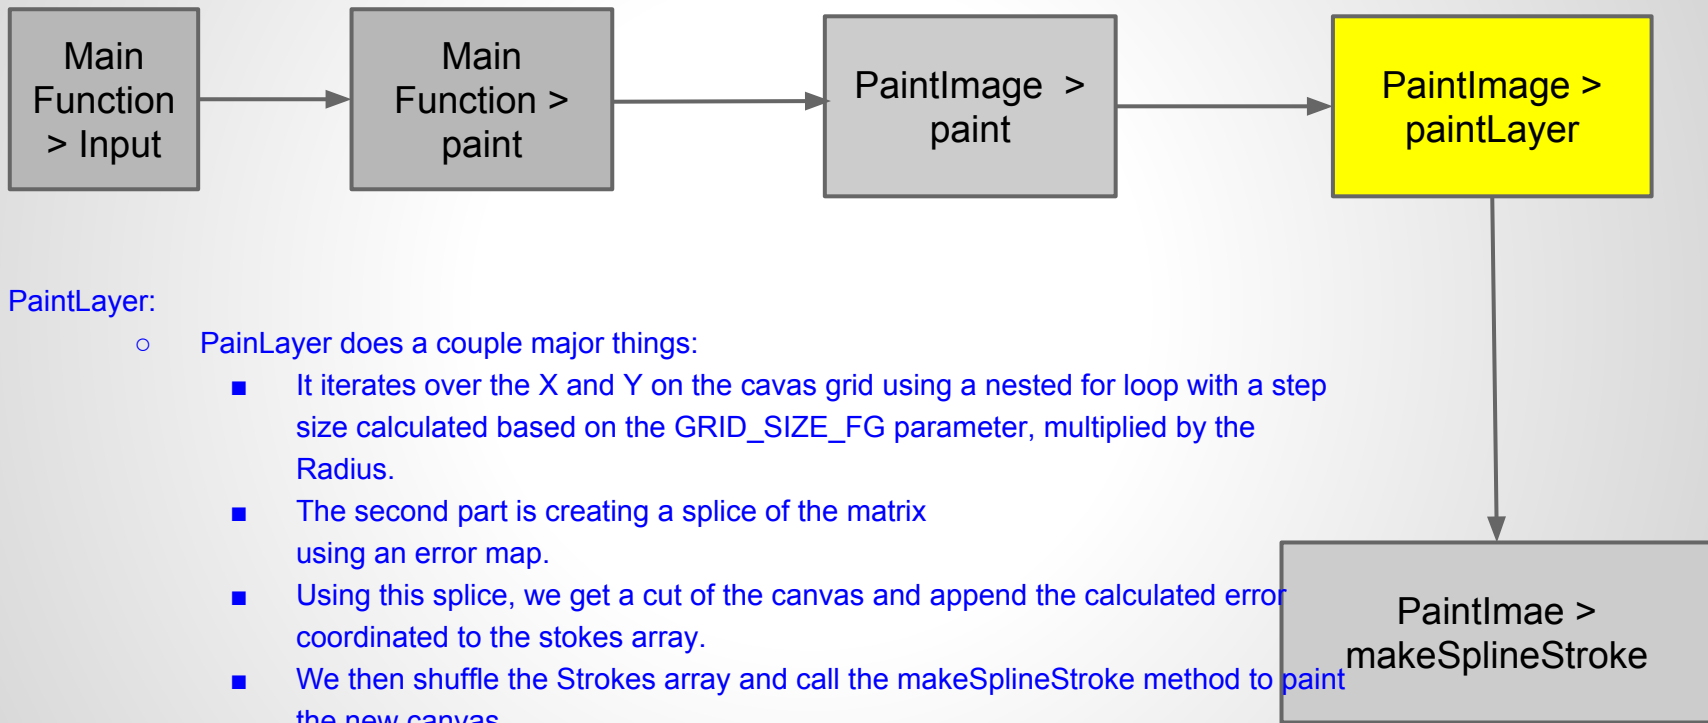 Main
Function
> Input
Main
Function >
paint
PaintImage >
paint
PaintImage >
paintLayer
PaintLayer:
○ PainLayer does a couple major things:
■ It iterates over the X and Y on the cavas grid using a nested for loop with a step
size calculated based on the GRID_SIZE_FG parameter, multiplied by the
Radius.
■ The second part is creating a splice of the matrix
using an error map.
■ Using this splice, we get a cut of the canvas and append the calculated error
coordinated to the stokes array.
■ We then shuffle the Strokes array and call the makeSplineStroke method to paint
the new canvas
PaintImae >
makeSplineStroke